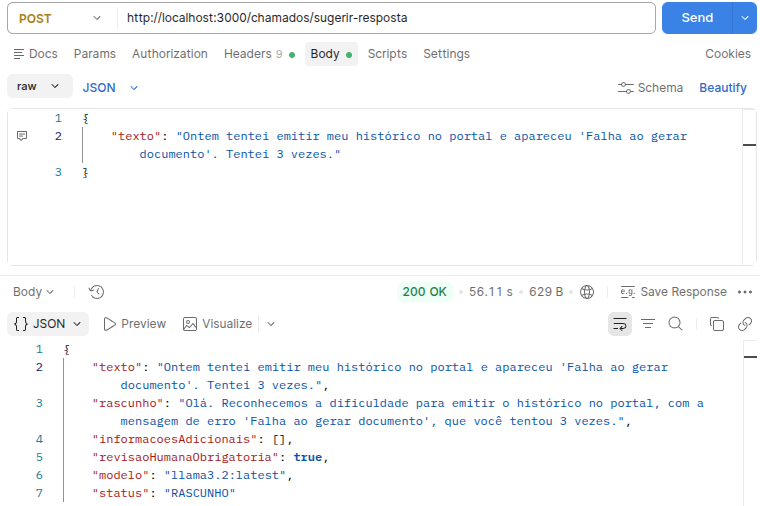 POST http://localhost:3000/chamados/sugerir-resposta Send
Docs Params Authorization Headers 9 Body Scripts Settings Cookies
raw JSON Schema Beautify
1 {
2 "texto": "Ontem tentei emitir meu histórico no portal e apareceu 'Falha ao gerar
documento'. Tentei 3 vezes."
3 }
Body 200 OK • 56.11 s • 629 B • e.g. Save Response
{} JSON Preview Visualize
1 {
2 "texto": "Ontem tentei emitir meu histórico no portal e apareceu 'Falha ao gerar
documento'. Tentei 3 vezes.",
3 "rascunho": "Olá. Reconhecemos a dificuldade para emitir o histórico no portal, com a
mensagem de erro 'Falha ao gerar documento', que você tentou 3 vezes.",
4 "informacoesAdicionais": [],
5 "revisaoHumanaObrigatoria": true,
6 "modelo": "llama3.2:latest",
7 "status": "RASCUNHO"